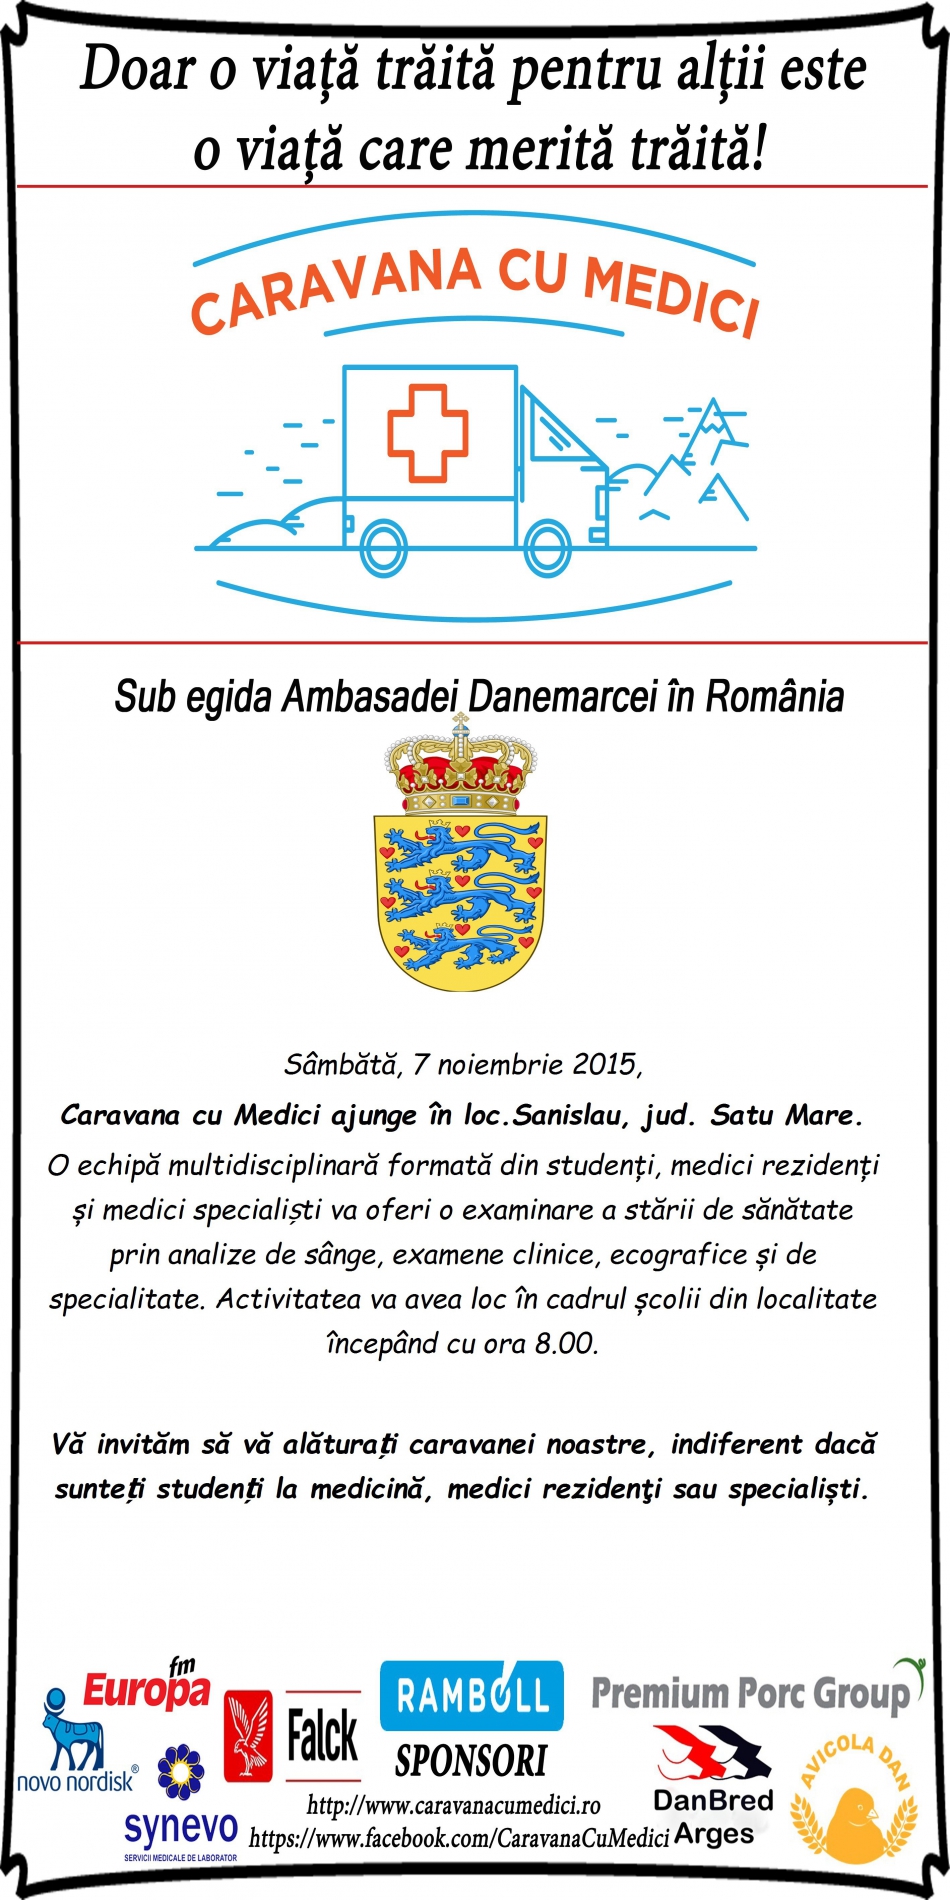 Doar o viață trăită pentru alții este
o viață care merită trăită!
CARAVANA CU MEDICI
Sub egida Ambasadei Danemarcei în România
Sâmbătă, 7 noiembrie 2015,
Caravana cu Medici ajunge în loc.Sanislau, jud. Satu Mare.
O echipă multidisciplinară formată din studenți, medici rezidenți
și medici specialiști va oferi o examinare a stării de sănătate
prin analize de sânge, examene clinice, ecografice și de
specialitate. Activitatea va avea loc în cadrul școlii din localitate
începând cu ora 8.00.
Vă invităm să vă alăturați caravanei noastre, indiferent dacă
sunteți studenți la medicină, medici rezidenţi sau specialiști.
Europa fm
novo nordisk®
synevo
SERVICII MEDICALE DE LABORATOR
Falck
RAMBOLL
SPONSORI
Premium Porc Group
DanBred
Arges
AVICOLA DAN
http://www.caravanacumedici.ro
https://www.facebook.com/CaravanaCuMedici